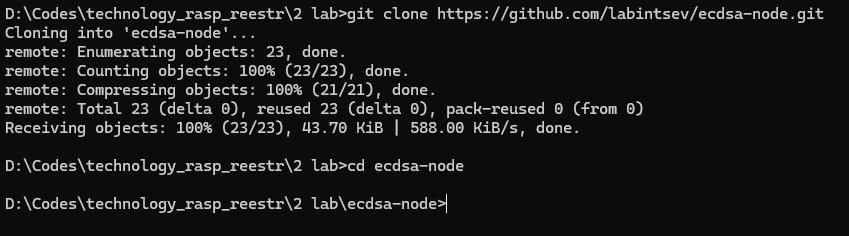 D:\Codes\technology_rasp_reestr\2 lab>git clone https://github.com/labintsev/ecdsa-node.git
Cloning into 'ecdsa-node'...
remote: Enumerating objects: 23, done.
remote: Counting objects: 100% (23/23), done.
remote: Compressing objects: 100% (21/21), done.
remote: Total 23 (delta 0), reused 23 (delta 0), pack-reused 0 (from 0)
Receiving objects: 100% (23/23), 43.70 KiB | 588.00 KiB/s, done.
D:\Codes\technology_rasp_reestr\2 lab>cd ecdsa-node
D:\Codes\technology_rasp_reestr\2 lab\ecdsa-node>